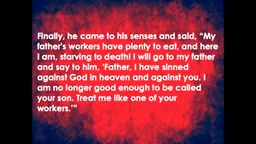 Finally, he came to his senses and said, “My
father's workers have plenty to eat, and here
I am, starving to death! I will go to my father
and say to him, ‘Father, I have sinned
against God in heaven and against you. I
am no longer good enough to be called
your son. Treat me like one of your
workers.’”